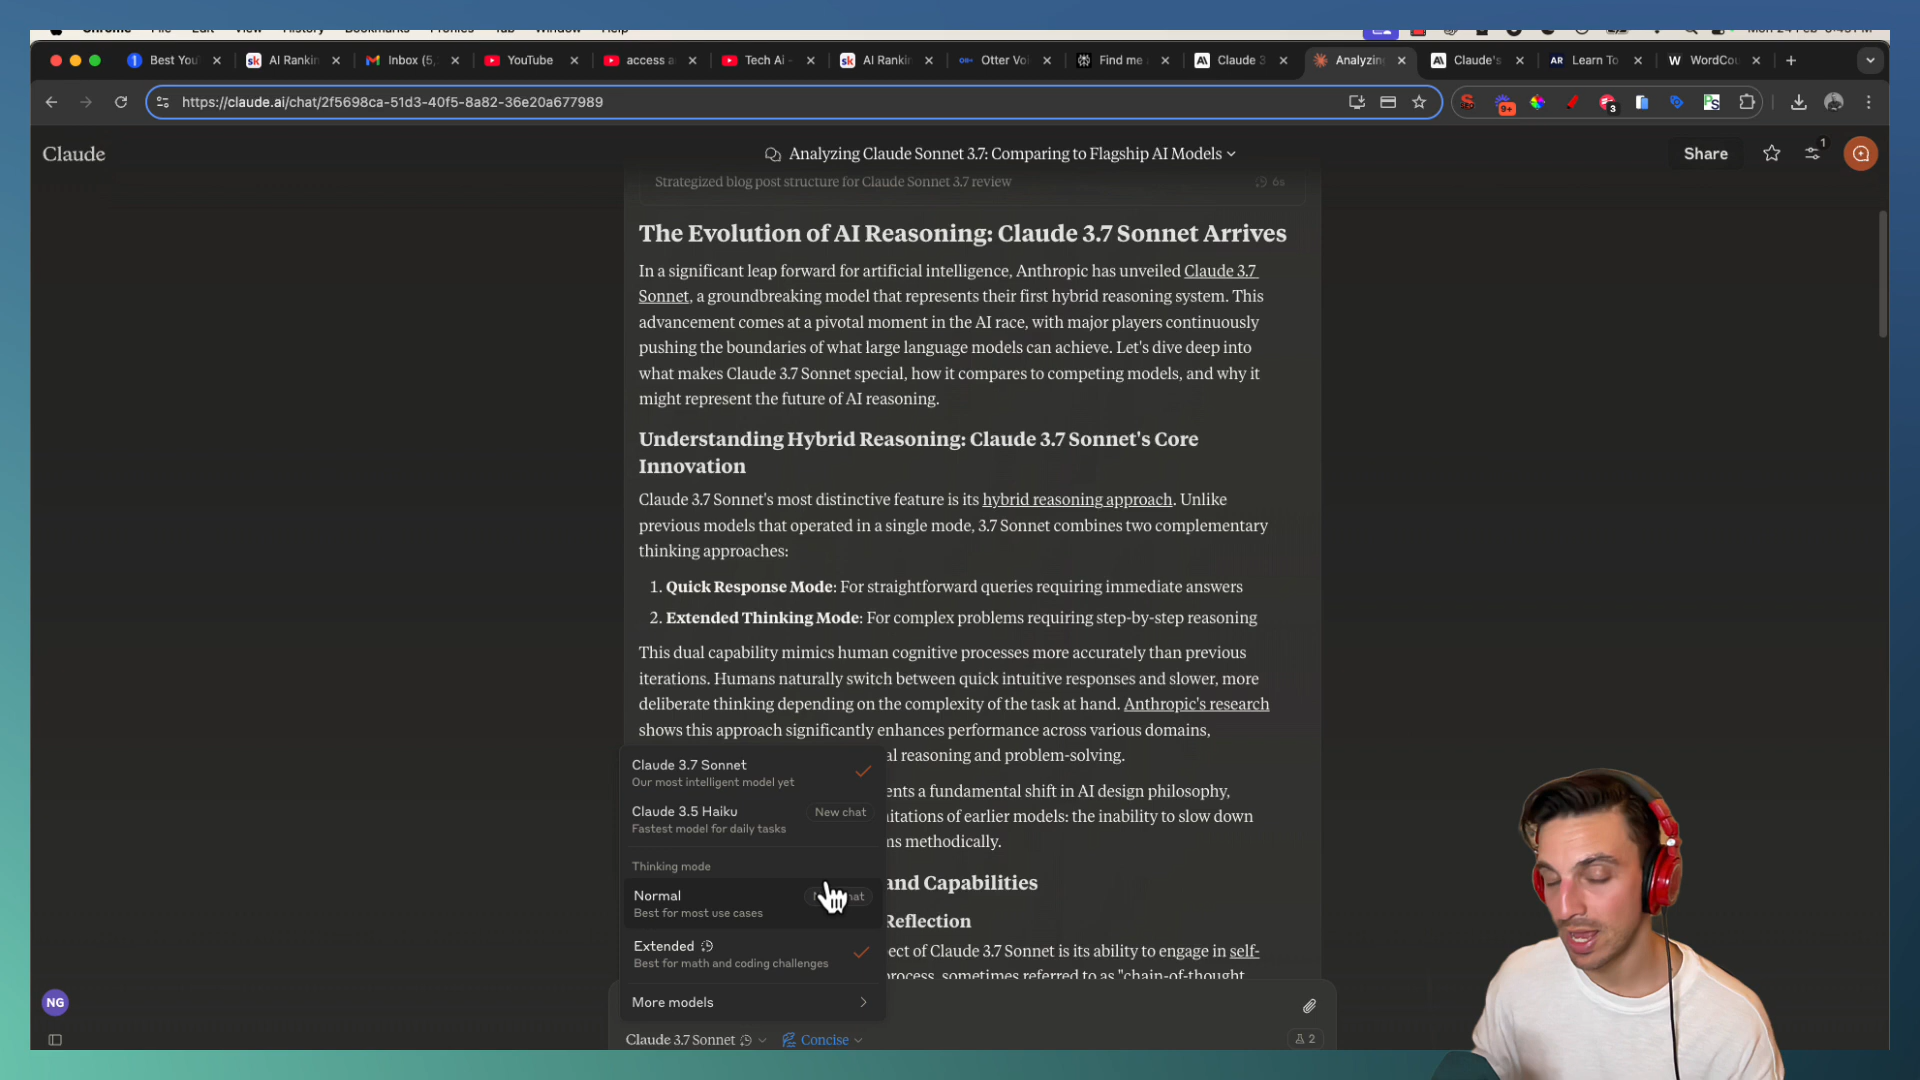 Best You
AI Rankin
Inbox (5,
YouTube
access a
Tech Ai -
AI Rankin
Otter Voi
Find me
Claude 3
Analyzing
Claude's
Learn To
WordCou
https://claude.ai/chat/2f5698ca-51d3-40f5-8a82-36e20a677989
9+
3
Claude
Analyzing Claude Sonnet 3.7: Comparing to Flagship AI Models
Share
1
Strategized blog post structure for Claude Sonnet 3.7 review
6s
The Evolution of AI Reasoning: Claude 3.7 Sonnet Arrives
In a significant leap forward for artificial intelligence, Anthropic has unveiled Claude 3.7
Sonnet, a groundbreaking model that represents their first hybrid reasoning system. This
advancement comes at a pivotal moment in the AI race, with major players continuously
pushing the boundaries of what large language models can achieve. Let's dive deep into
what makes Claude 3.7 Sonnet special, how it compares to competing models, and why it
might represent the future of AI reasoning.
Understanding Hybrid Reasoning: Claude 3.7 Sonnet's Core
Innovation
Claude 3.7 Sonnet's most distinctive feature is its hybrid reasoning approach. Unlike
previous models that operated in a single mode, 3.7 Sonnet combines two complementary
thinking approaches:
1. Quick Response Mode: For straightforward queries requiring immediate answers
2. Extended Thinking Mode: For complex problems requiring step-by-step reasoning
This dual capability mimics human cognitive processes more accurately than previous
iterations. Humans naturally switch between quick intuitive responses and slower, more
deliberate thinking depending on the complexity of the task at hand. Anthropic's research
shows this approach significantly enhances performance across various domains,
al reasoning and problem-solving.
ents a fundamental shift in AI design philosophy,
itations of earlier models: the inability to slow down
ms methodically.
and Capabilities
Reflection
ect of Claude 3.7 Sonnet is its ability to engage in self-
process, sometimes referred to as "chain-of-thought
Claude 3.7 Sonnet
Our most intelligent model yet
Claude 3.5 Haiku
New chat
Fastest model for daily tasks
Thinking mode
Normal
Best for most use cases
Extended
Best for math and coding challenges
More models
Claude 3.7 Sonnet
Concise
2
NG